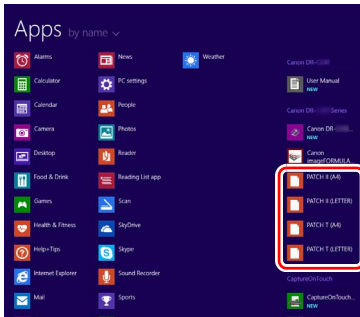 Apps by name
Alarms
Calculator
Calendar
Camera
Desktop
Food & Drink
Games
Health & Fitness
Help+Tips
Internet Explorer
Mail
News
PC settings
People
Photos
Reader
Reading List app
Scan
SkyDrive
Skype
Sound Recorder
Sports
Weather
Canon DR-
User Manual
NEW
Canon DR- Series
Canon DR-
NEW
Canon
imageFORMULA
PATCH II (A4)
PATCH II (LETTER)
PATCH T (A4)
PATCH T (LETTER)
CaptureOnTouch
CaptureOnTouch...
NEW